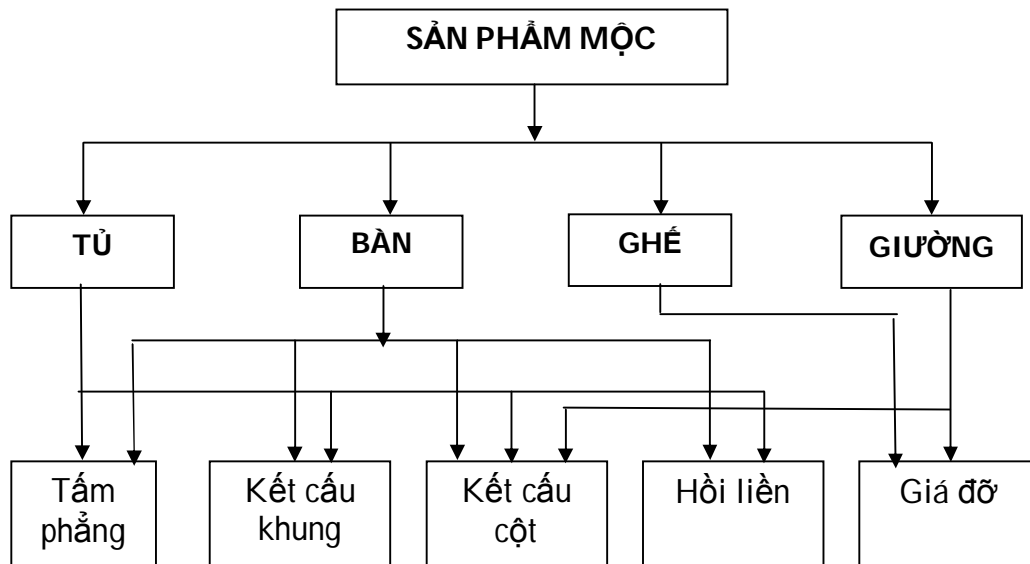 SẢN PHẨM MỘC
TỦ
BÀN
GHẾ
GIƯỜNG
Tấm
phẳng
Kết cấu
khung
Kết cấu
cột
Hồi liền
Giá đỡ